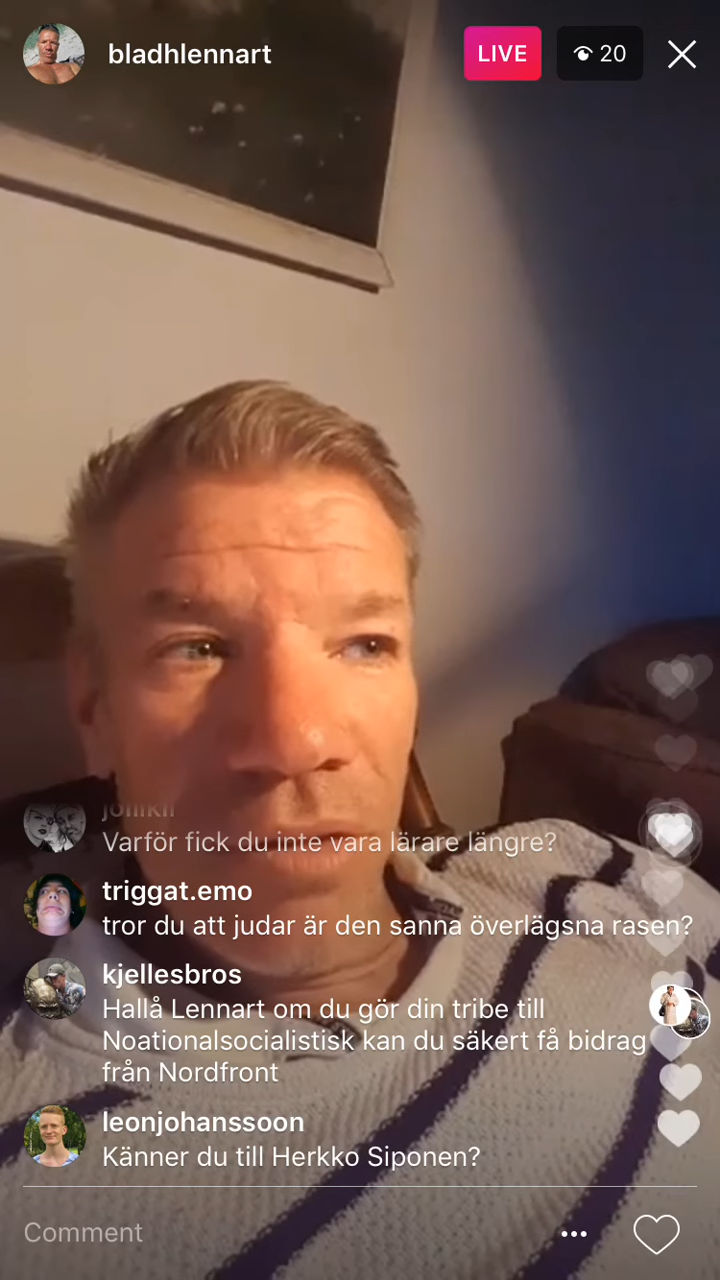 bladhlennart
LIVE
20
Varför fick du inte vara lärare längre?
triggat.emo
tror du att judar är den sanna överlägsna rasen?
kjellesbros
Hallå Lennart om du gör din tribe till
Noationalsocialistisk kan du säkert få bidrag
från Nordfront
leonjohanssoon
Känner du till Herkko Siponen?
Comment